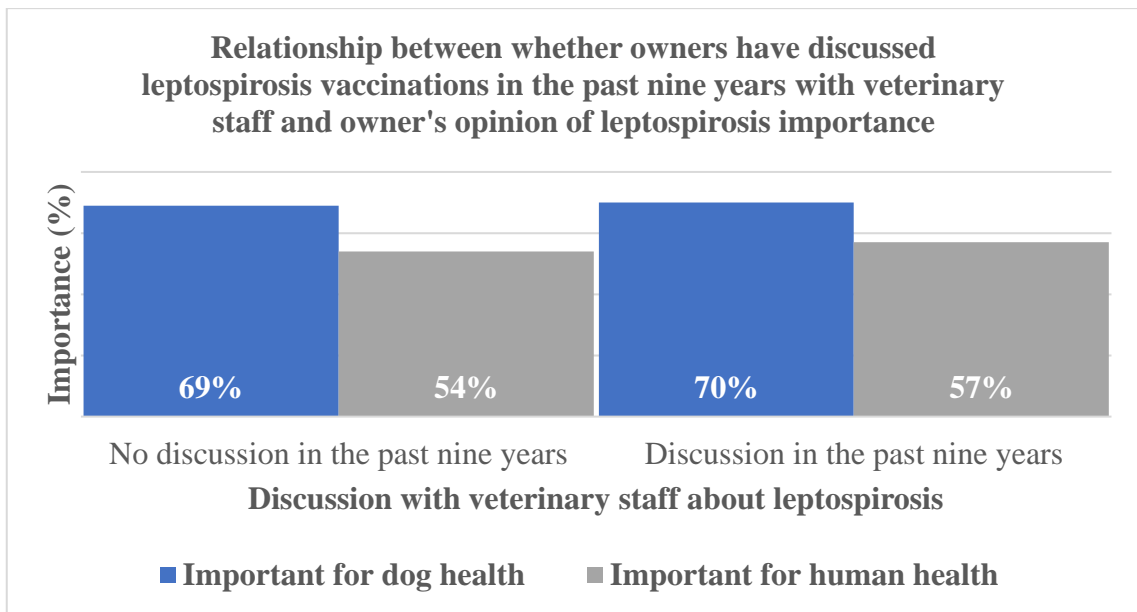 Relationship between whether owners have discussed
leptospirosis vaccinations in the past nine years with veterinary
staff and owner's opinion of leptospirosis importance
Importance (%)
69%
54%
70%
57%
No discussion in the past nine years
Discussion in the past nine years
Discussion with veterinary staff about leptospirosis
Important for dog health
Important for human health